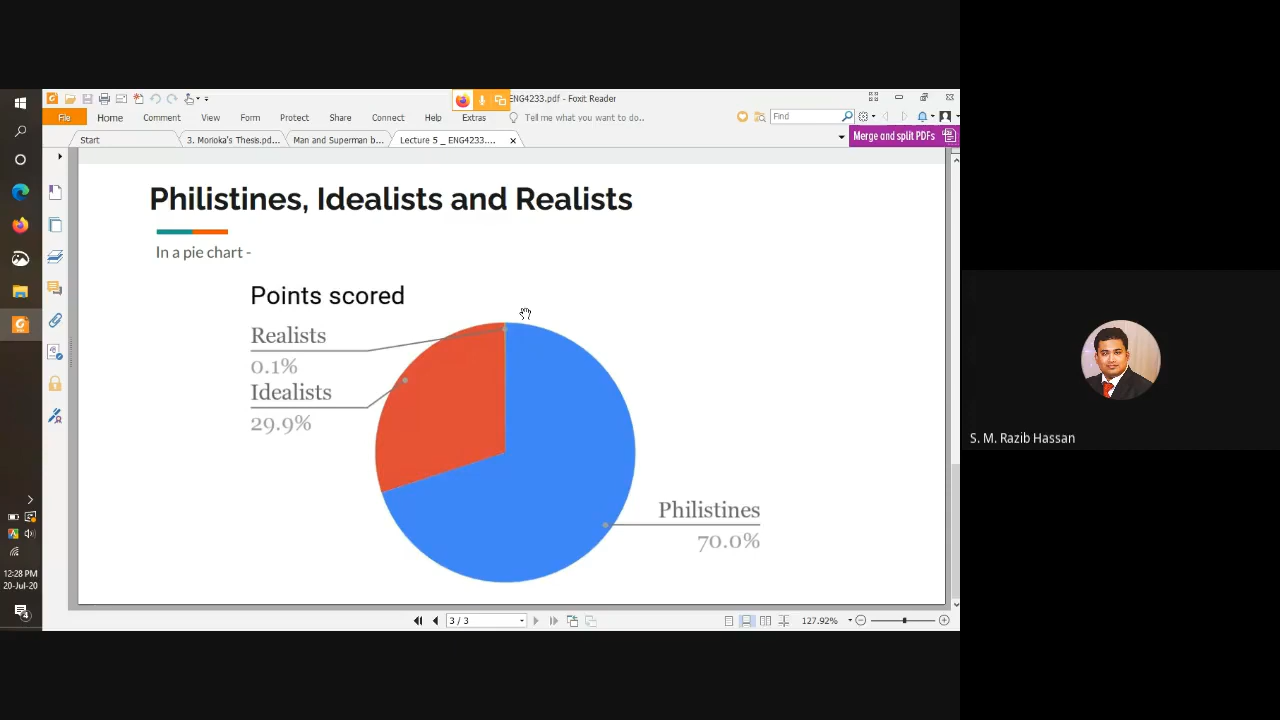 ENG4233.pdf - Foxit Reader
File Home Comment View Form Protect Share Connect Help Extras Tell me what you want to do.. Find
Start 3. Morioka's Thesis.pd... Man and Superman b... Lecture 5 _ ENG4233.... Merge and split PDFs
Philistines, Idealists and Realists
In a pie chart -
Points scored
Realists
0.1%
Idealists
29.9%
Philistines
70.0%
S. M. Razib Hassan
12:28 PM
20-Jul-20
4
3 / 3
127.92%